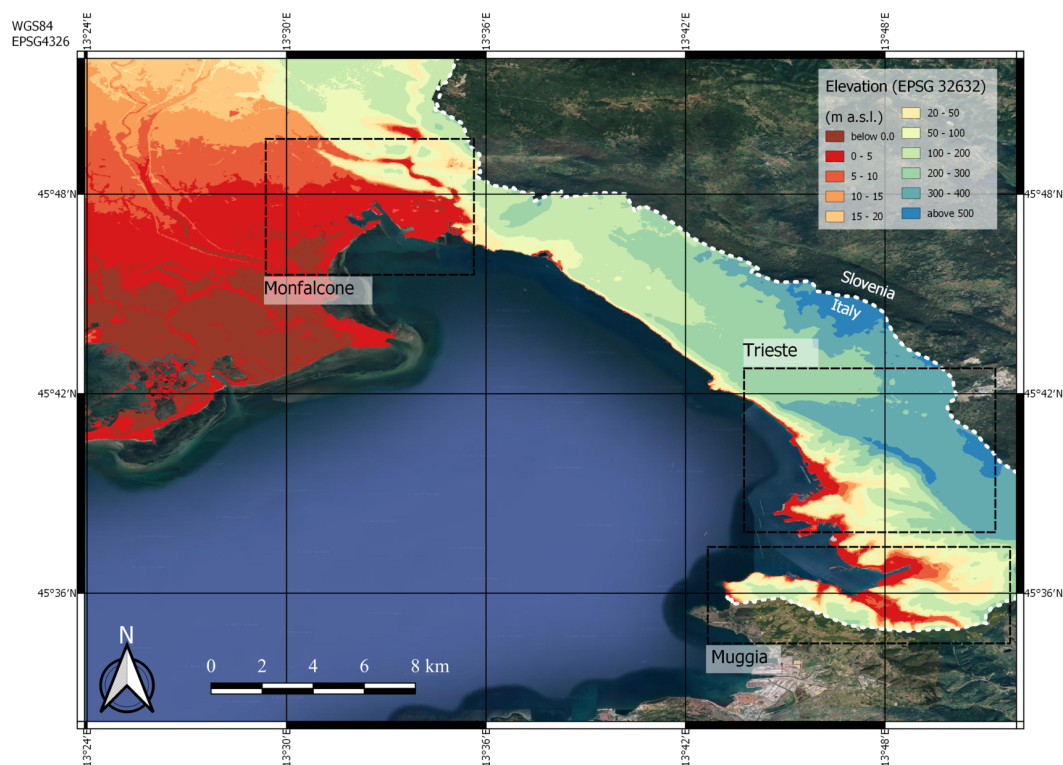 WGS84
EPSG4326
13°24'E
13°30'E
13°36'E
13°42'E
13°48'E
Elevation (EPSG 32632)
(m a.s.l.)
below 0.0
0 - 5
5 - 10
10 - 15
15 - 20
20 - 50
50 - 100
100 - 200
200 - 300
300 - 400
above 500
45°48'N
45°48'N
Monfalcone
Slovenia
Italy
Trieste
45°42'N
45°42'N
45°36'N
45°36'N
Muggia
N
0 2 4 6 8 km
13°24'E
13°30'E
13°36'E
13°42'E
13°48'E